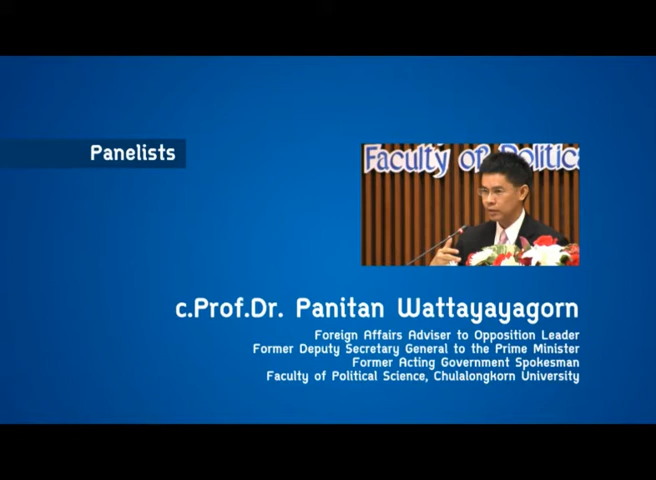 Panelists
Faculty of Politic
c.Prof.Dr. Panitan Wattayayagorn
Foreign Affairs Adviser to Opposition Leader
Former Deputy Secretary General to the Prime Minister
Former Acting Government Spokesman
Faculty of Political Science, Chulalongkorn University